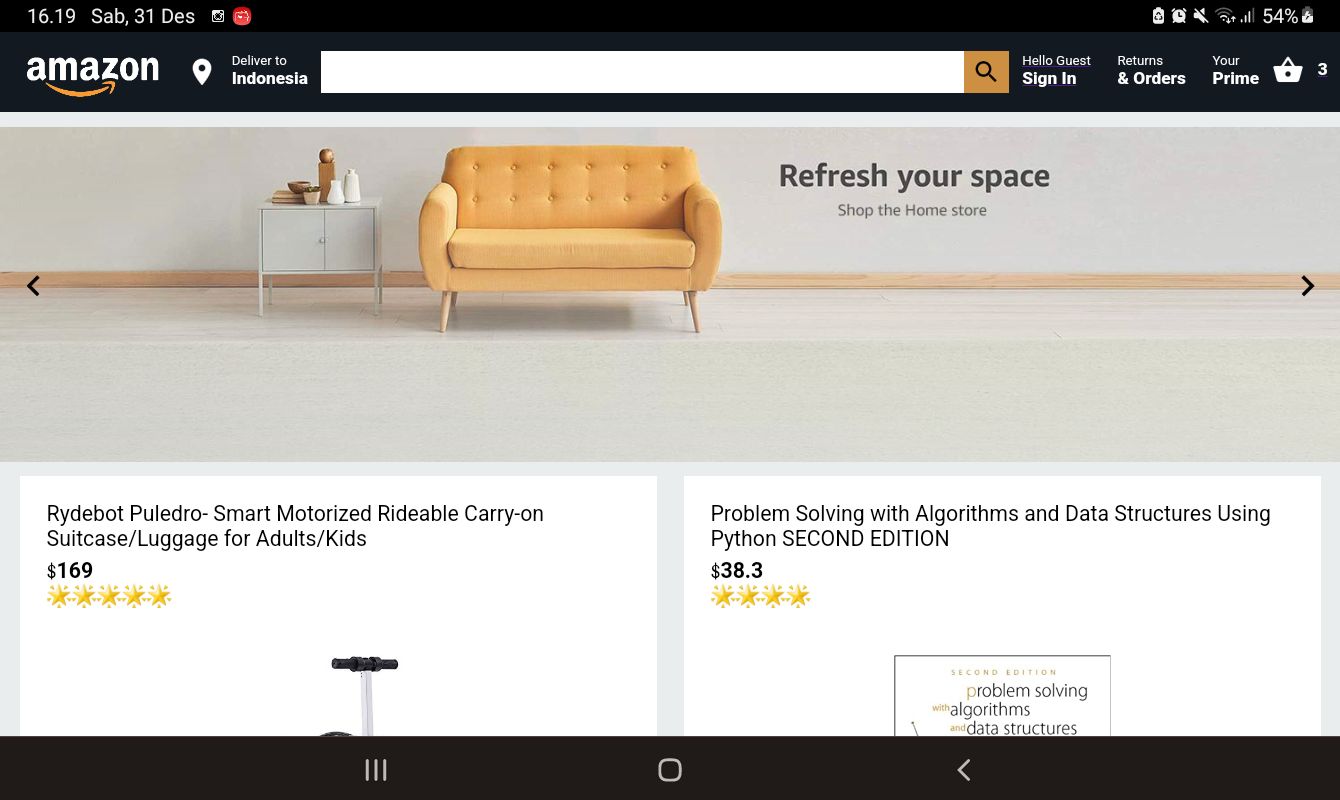 16.19 Sab, 31 Des 54%
amazon
Deliver to
Indonesia
Hello Guest
Sign In
Returns
& Orders
Your
Prime
3
Refresh your space
Shop the Home store
Rydebot Puledro- Smart Motorized Rideable Carry-on
Suitcase/Luggage for Adults/Kids
$169
Problem Solving with Algorithms and Data Structures Using
Python SECOND EDITION
$38.3
SECOND EDITION
problem solving
with algorithms
and data structures